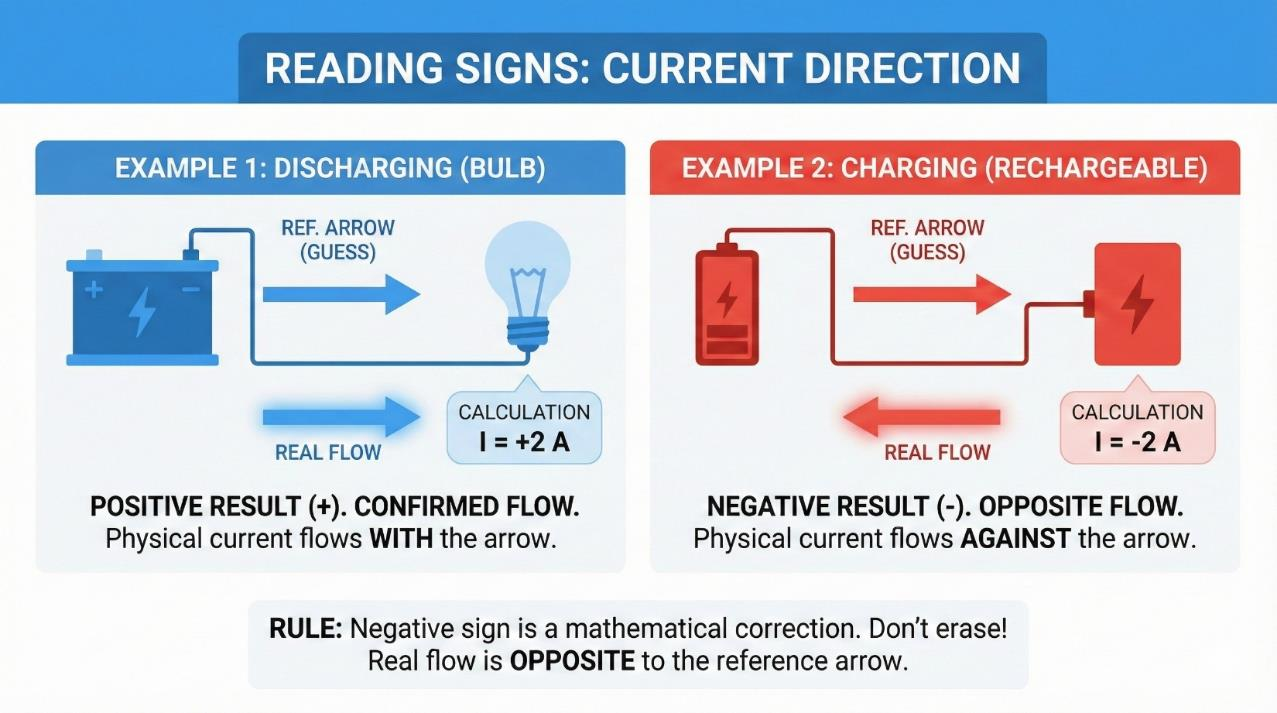 READING SIGNS: CURRENT DIRECTION
EXAMPLE 1: DISCHARGING (BULB)
REF. ARROW
(GUESS)
+ −
REAL FLOW
CALCULATION
I = +2 A
POSITIVE RESULT (+). CONFIRMED FLOW.
Physical current flows WITH the arrow.
EXAMPLE 2: CHARGING (RECHARGEABLE)
REF. ARROW
(GUESS)
REAL FLOW
CALCULATION
I = -2 A
NEGATIVE RESULT (-). OPPOSITE FLOW.
Physical current flows AGAINST the arrow.
RULE: Negative sign is a mathematical correction. Don't erase!
Real flow is OPPOSITE to the reference arrow.